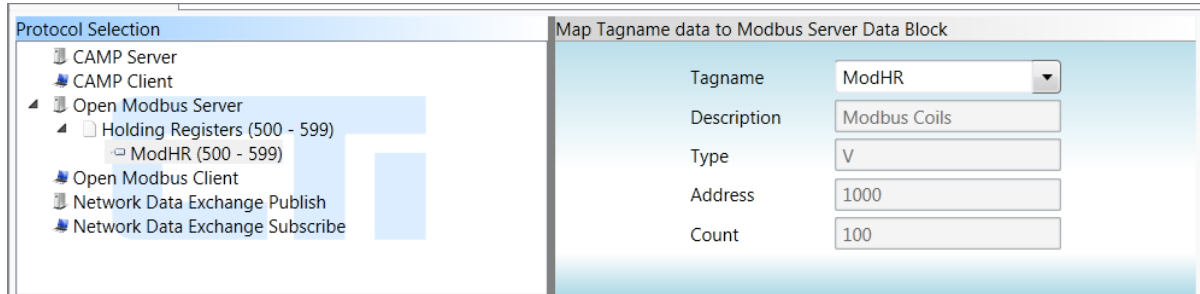 Protocol Selection
CAMP Server
CAMP Client
Open Modbus Server
Holding Registers (500 - 599)
ModHR (500 - 599)
Open Modbus Client
Network Data Exchange Publish
Network Data Exchange Subscribe
Map Tagname data to Modbus Server Data Block
Tagname ModHR
Description Modbus Coils
Type V
Address 1000
Count 100